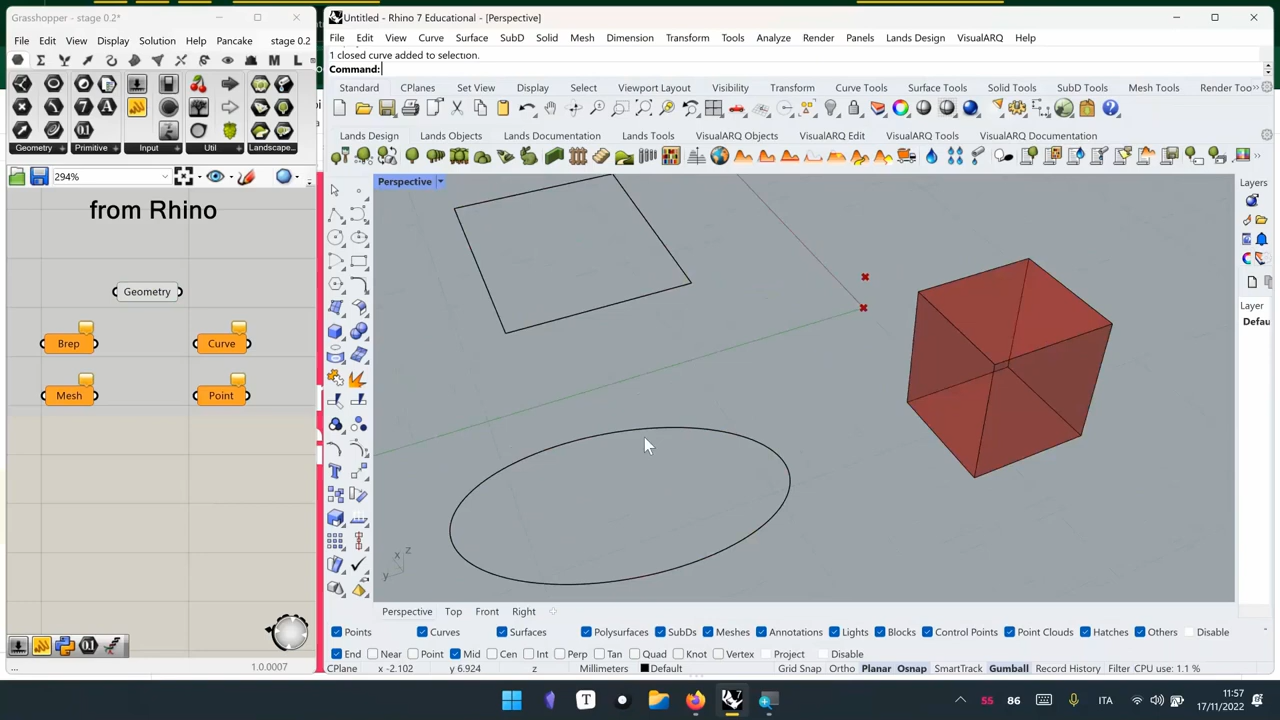 Grasshopper - stage 0.2*
File Edit View Display Solution Help Pancake stage 0.2
Geometry Primitive Input Util Landscape...
294%
from Rhino
Geometry
Brep Curve
Mesh Point
... 1.0.0007
Untitled - Rhino 7 Educational - [Perspective]
File Edit View Curve Surface SubD Solid Mesh Dimension Transform Tools Analyze Render Panels Lands Design VisualARQ Help
1 closed curve added to selection.
Command:
Standard CPlanes Set View Display Select Viewport Layout Visibility Transform Curve Tools Surface Tools Solid Tools SubD Tools Mesh Tools Render Too
Lands Design Lands Objects Lands Documentation Lands Tools VisualARQ Objects VisualARQ Edit VisualARQ Tools VisualARQ Documentation
Perspective
Layers
Layer
Defau
x z
y
Perspective Top Front Right
Points Curves Surfaces Polysurfaces SubDs Meshes Annotations Lights Blocks Control Points Point Clouds Hatches Others Disable
End Near Point Mid Cen Int Perp Tan Quad Knot Vertex Project Disable
CPlane x -2.102 y 6.924 z Millimeters Default Grid Snap Ortho Planar Osnap SmartTrack Gumball Record History Filter CPU use: 1.1 %
55 86 ITA 11:57
17/11/2022